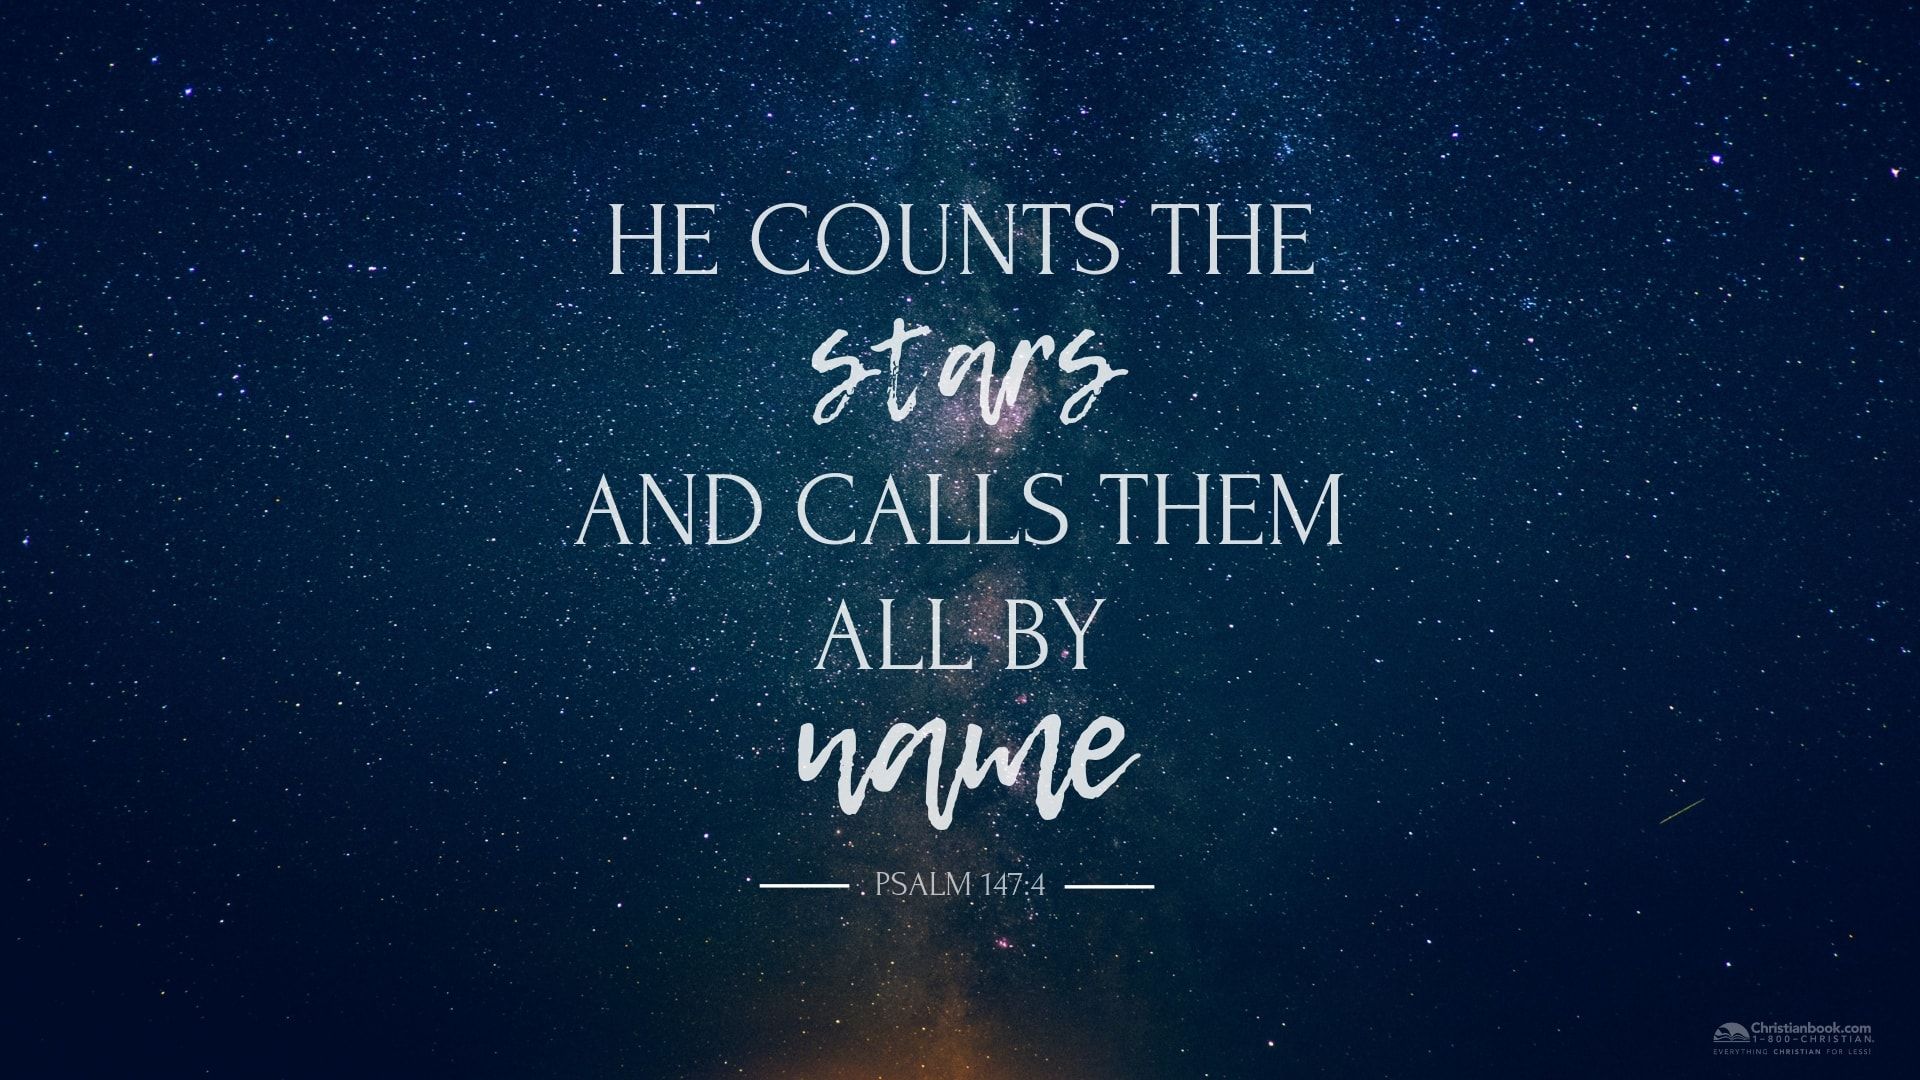 HE COUNTS THE
stars
AND CALLS THEM
ALL BY
name
PSALM 147:4
Christianbook.com
1-800-CHRISTIAN.
EVERYTHING CHRISTIAN FOR LESS!